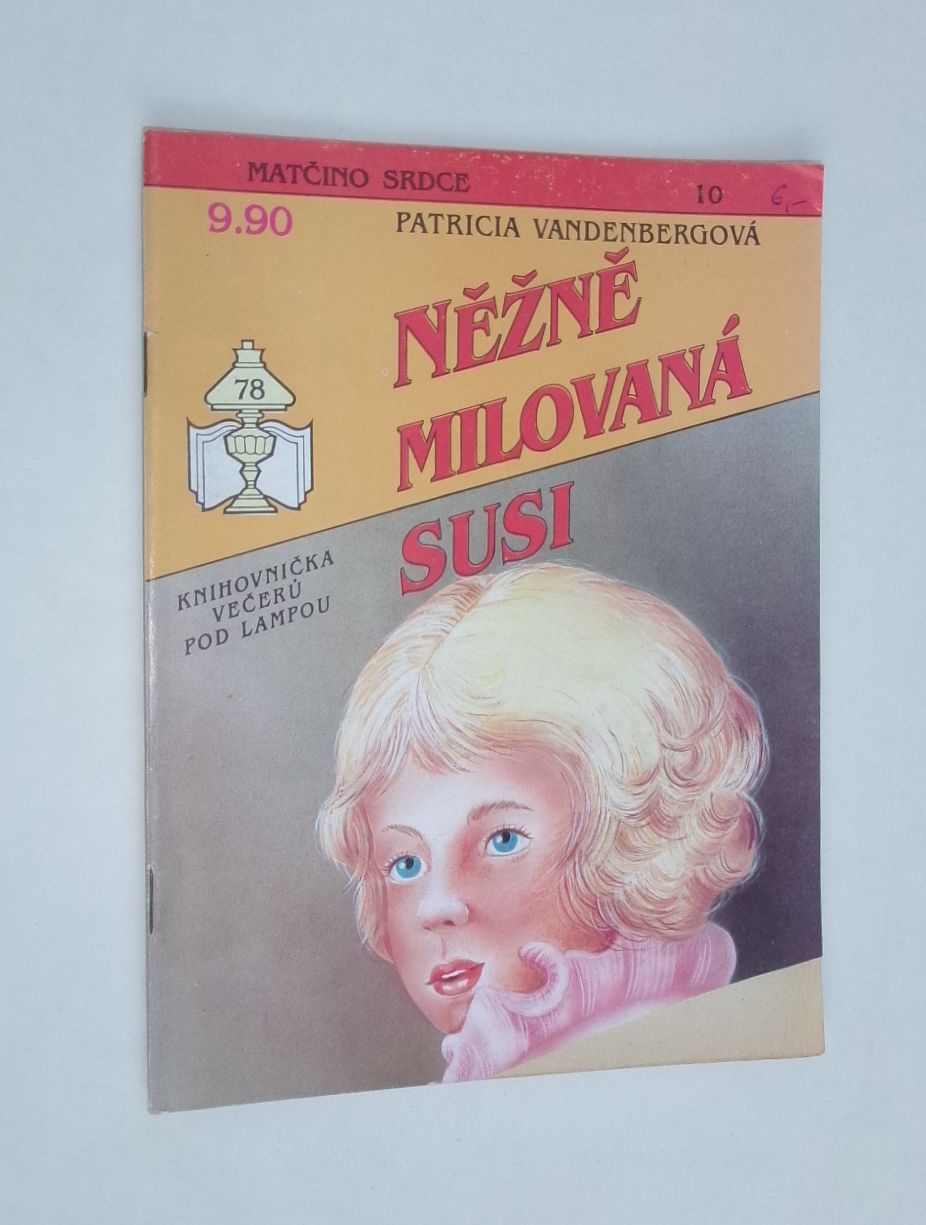 MATČINO SRDCE
10
6,-
9.90
PATRICIA VANDENBERGOVÁ
NĚŽNĚ
MILOVANÁ
SUSI
78
KNIHOVNIČKA
VEČERŮ
POD LAMPOU